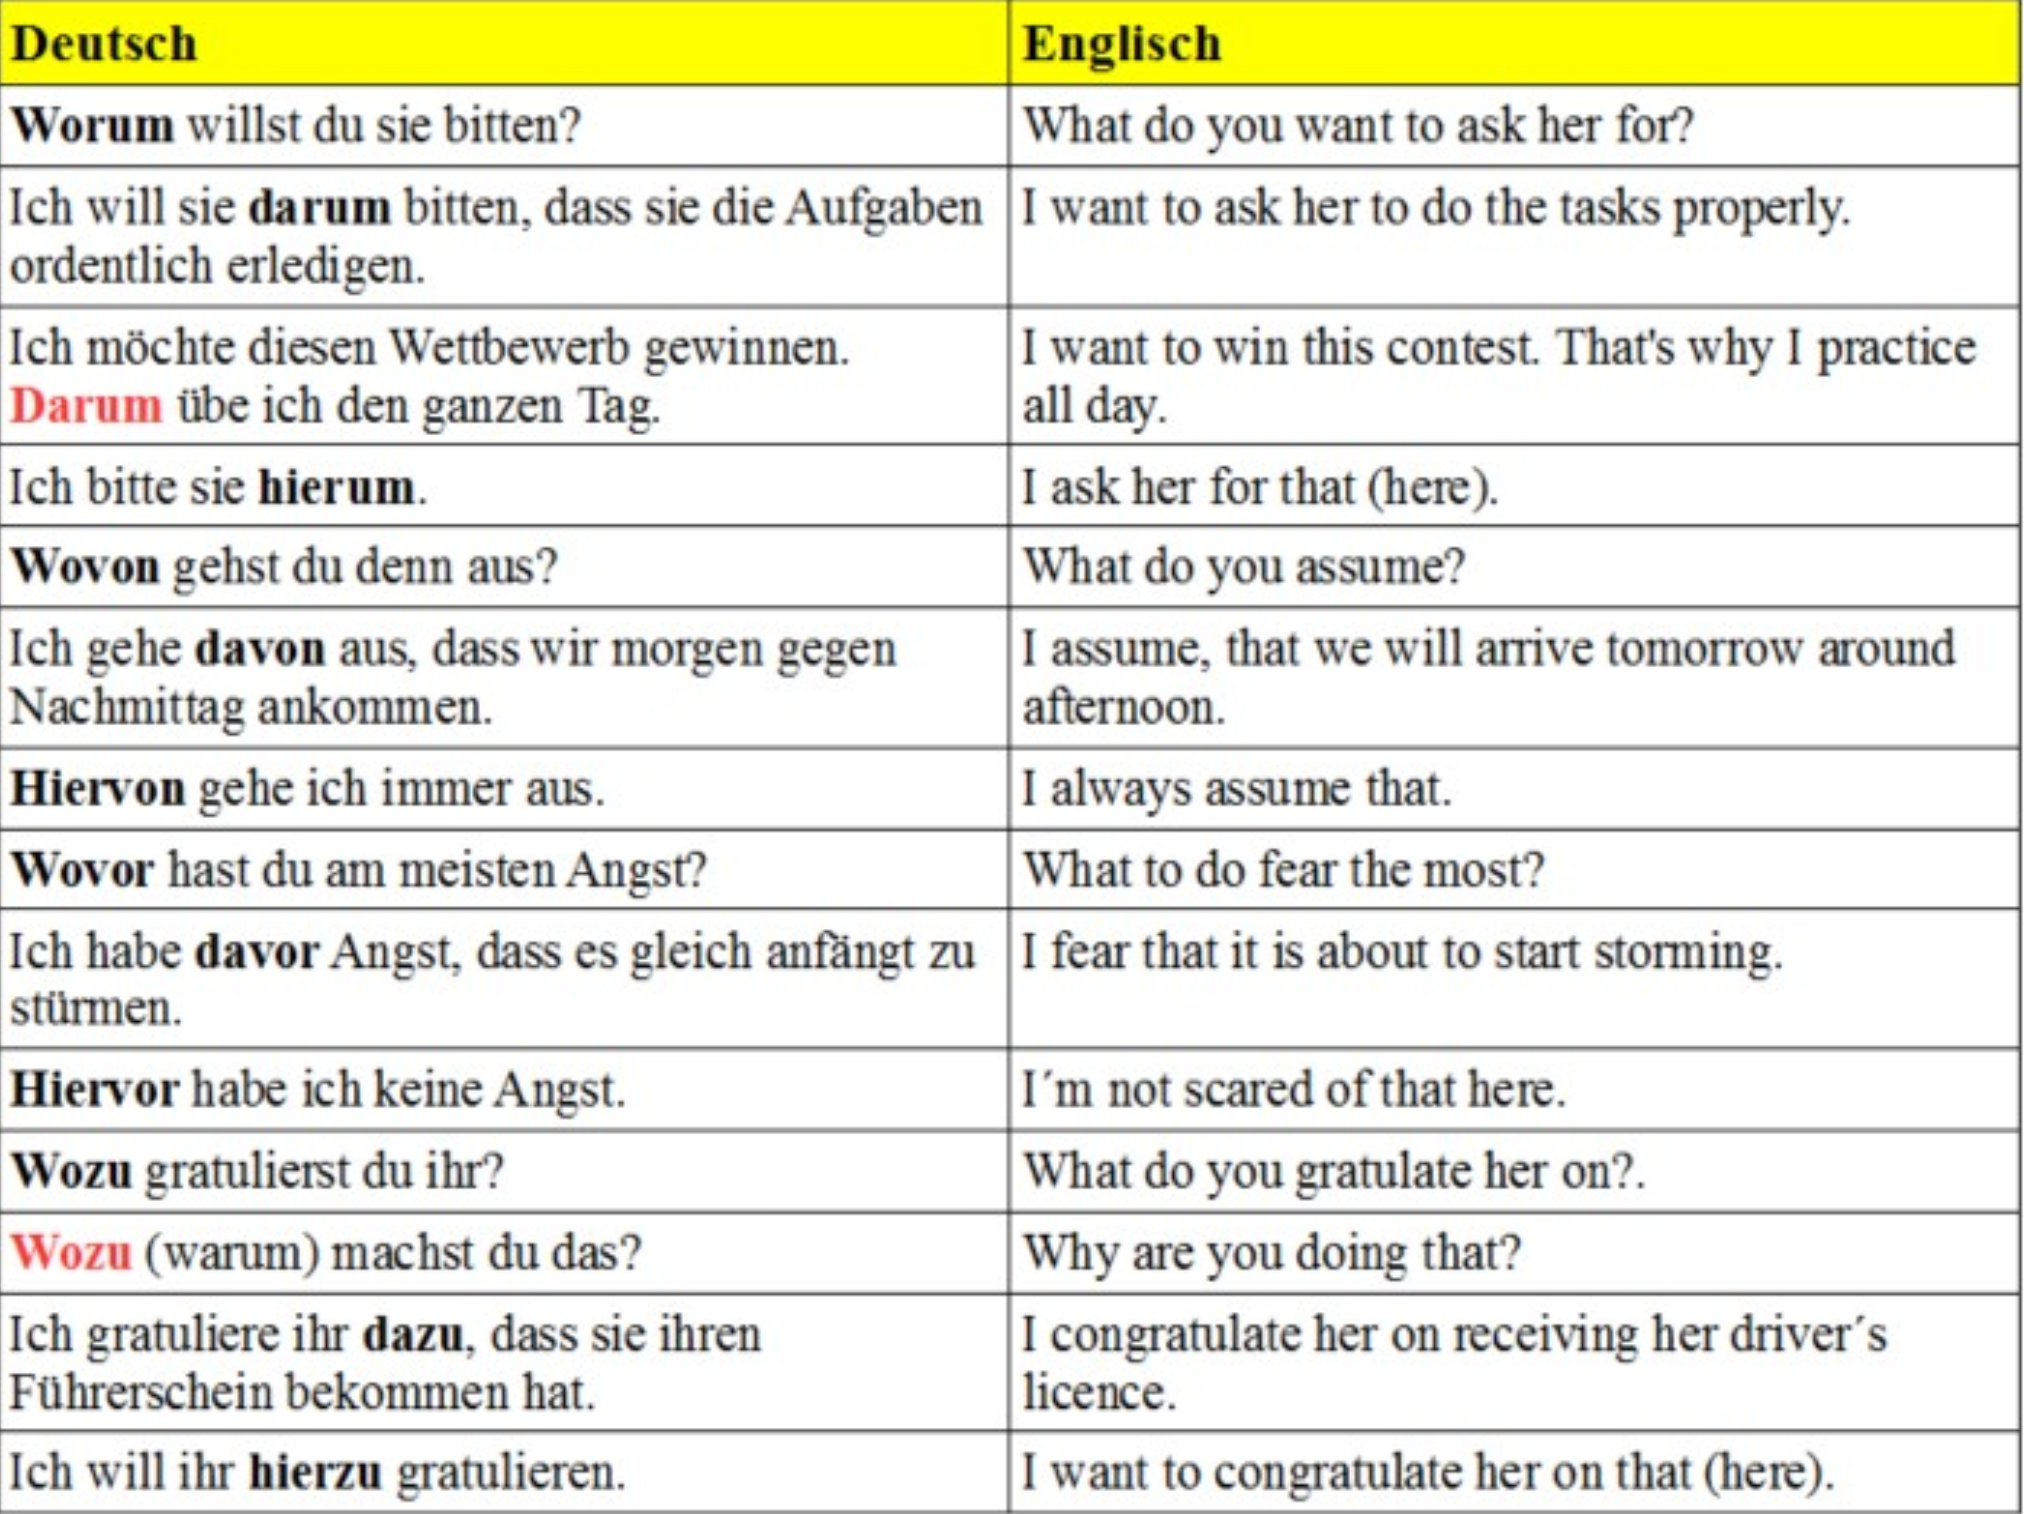 Deutsch
Englisch
Worum willst du sie bitten?
What do you want to ask her for?
Ich will sie darum bitten, dass sie die Aufgaben
ordentlich erledigen.
I want to ask her to do the tasks properly.
Ich möchte diesen Wettbewerb gewinnen.
Darum übe ich den ganzen Tag.
I want to win this contest. That's why I practice
all day.
Ich bitte sie hierum.
I ask her for that (here).
Wovon gehst du denn aus?
What do you assume?
Ich gehe davon aus, dass wir morgen gegen
Nachmittag ankommen.
I assume, that we will arrive tomorrow around
afternoon.
Hiervon gehe ich immer aus.
I always assume that.
Wovor hast du am meisten Angst?
What to do fear the most?
Ich habe davor Angst, dass es gleich anfängt zu
stürmen.
I fear that it is about to start storming.
Hiervor habe ich keine Angst.
I´m not scared of that here.
Wozu gratulierst du ihr?
What do you gratulate her on?.
Wozu (warum) machst du das?
Why are you doing that?
Ich gratuliere ihr dazu, dass sie ihren
Führerschein bekommen hat.
I congratulate her on receiving her driver´s
licence.
Ich will ihr hierzu gratulieren.
I want to congratulate her on that (here).